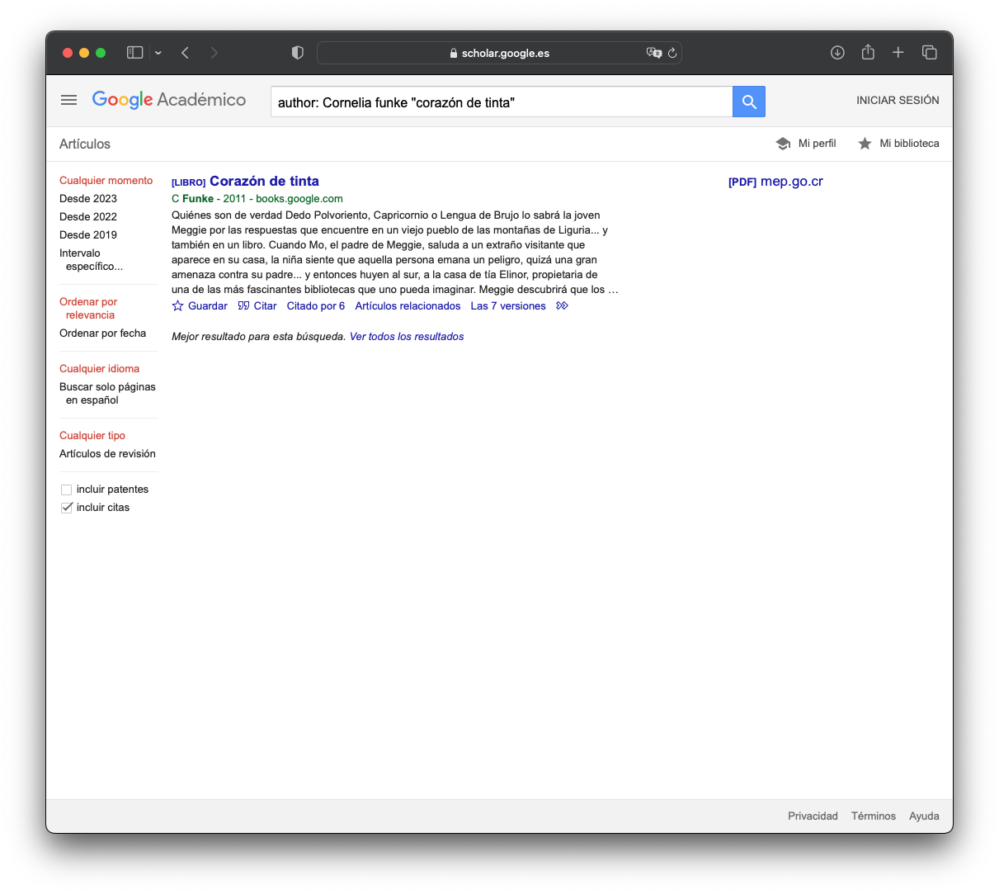 scholar.google.es
Google Académico
author: Cornelia funke "corazón de tinta"
INICIAR SESIÓN
Artículos
Mi perfil
Mi biblioteca
Cualquier momento
Desde 2023
Desde 2022
Desde 2019
Intervalo
específico...
Ordenar por
relevancia
Ordenar por fecha
Cualquier idioma
Buscar solo páginas
en español
Cualquier tipo
Artículos de revisión
incluir patentes
incluir citas
[LIBRO] Corazón de tinta
C Funke - 2011 - books.google.com
Quiénes son de verdad Dedo Polvoriento, Capricornio o Lengua de Brujo lo sabrá la joven
Meggie por las respuestas que encuentre en un viejo pueblo de las montañas de Liguria... y
también en un libro. Cuando Mo, el padre de Meggie, saluda a un extraño visitante que
aparece en su casa, la niña siente que aquella persona emana un peligro, quizá una gran
amenaza contra su padre... y entonces huyen al sur, a la casa de tía Elinor, propietaria de
una de las más fascinantes bibliotecas que uno pueda imaginar. Meggie descubrirá que los …
Guardar Citar Citado por 6 Artículos relacionados Las 7 versiones
Mejor resultado para esta búsqueda. Ver todos los resultados
[PDF] mep.go.cr
Privacidad Términos Ayuda